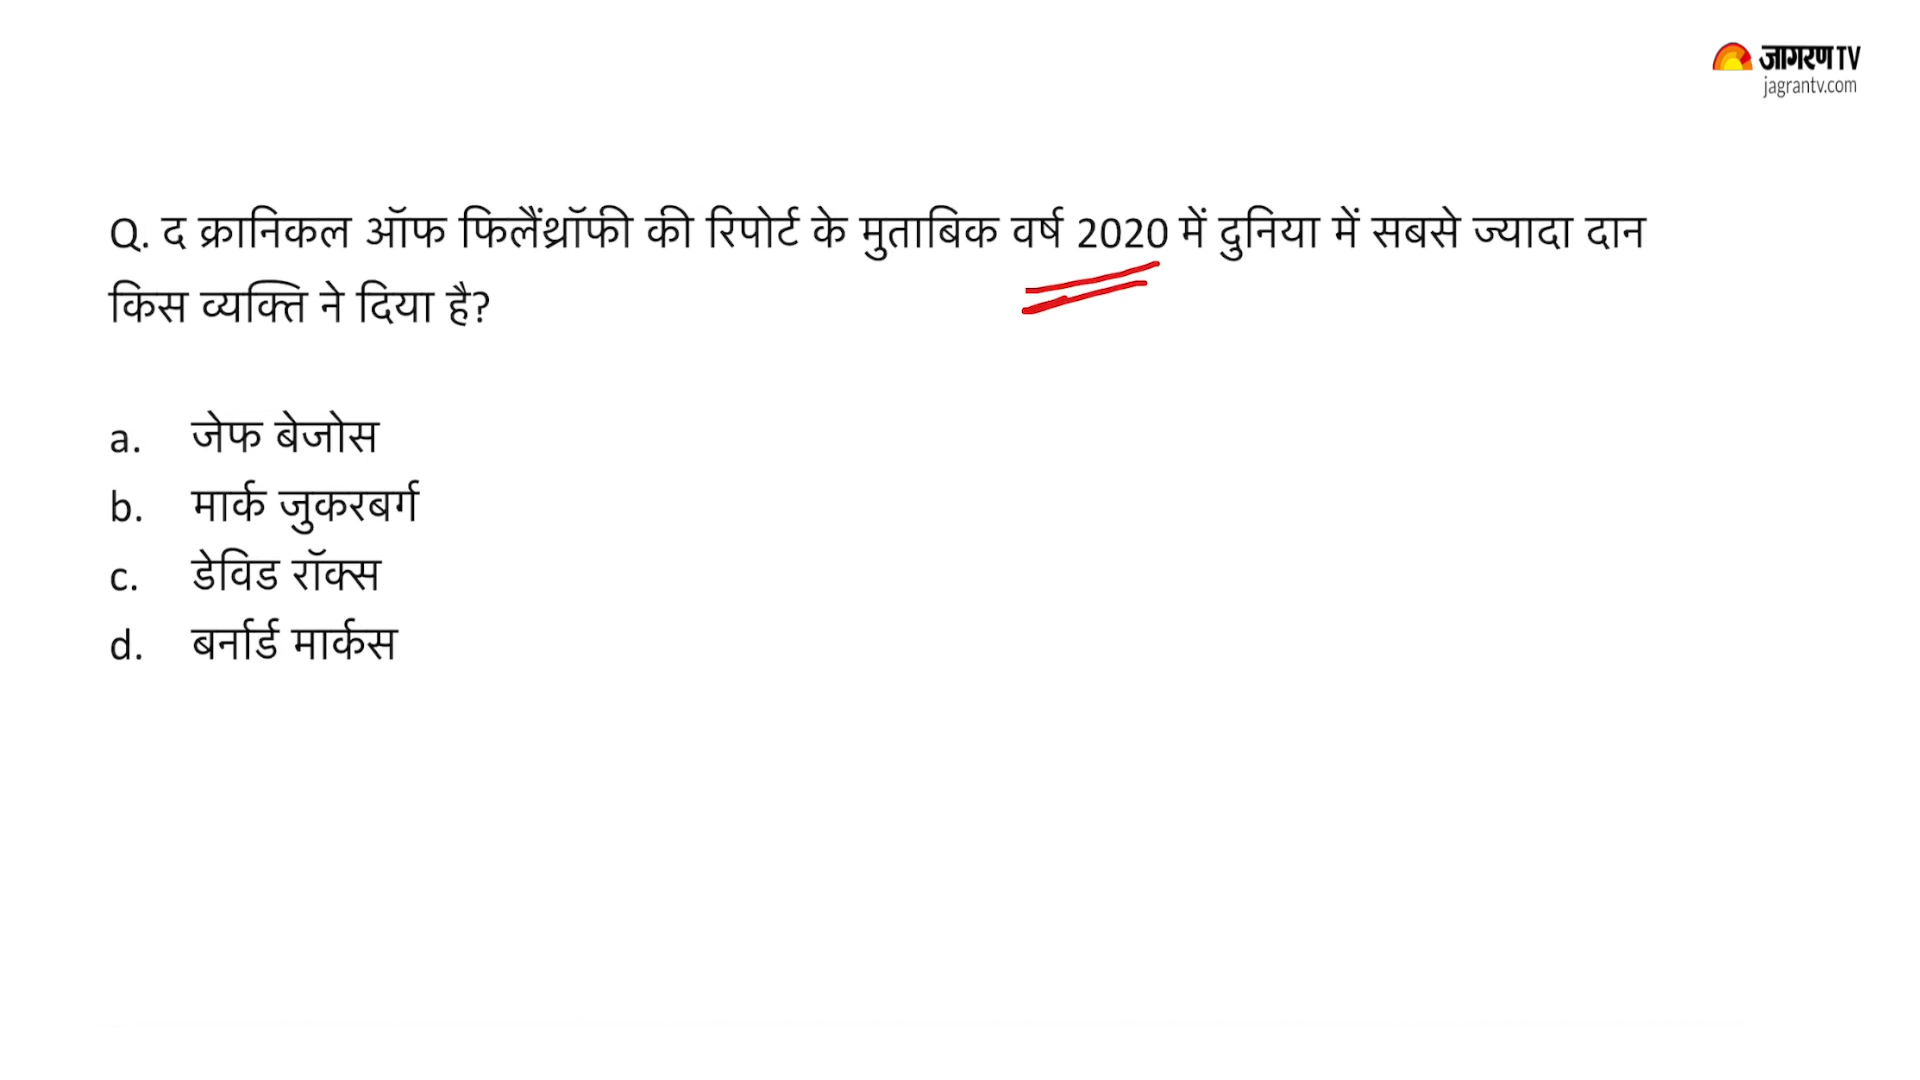 जागरण TV
jagrantv.com
Q. द क्रानिकल ऑफ फिलैंथ्रॉफी की रिपोर्ट के मुताबिक वर्ष 2020 में दुनिया में सबसे ज्यादा दान
किस व्यक्ति ने दिया है?
a. जेफ बेजोस
b. मार्क जुकरबर्ग
c. डेविड रॉक्स
d. बर्नार्ड मार्कस